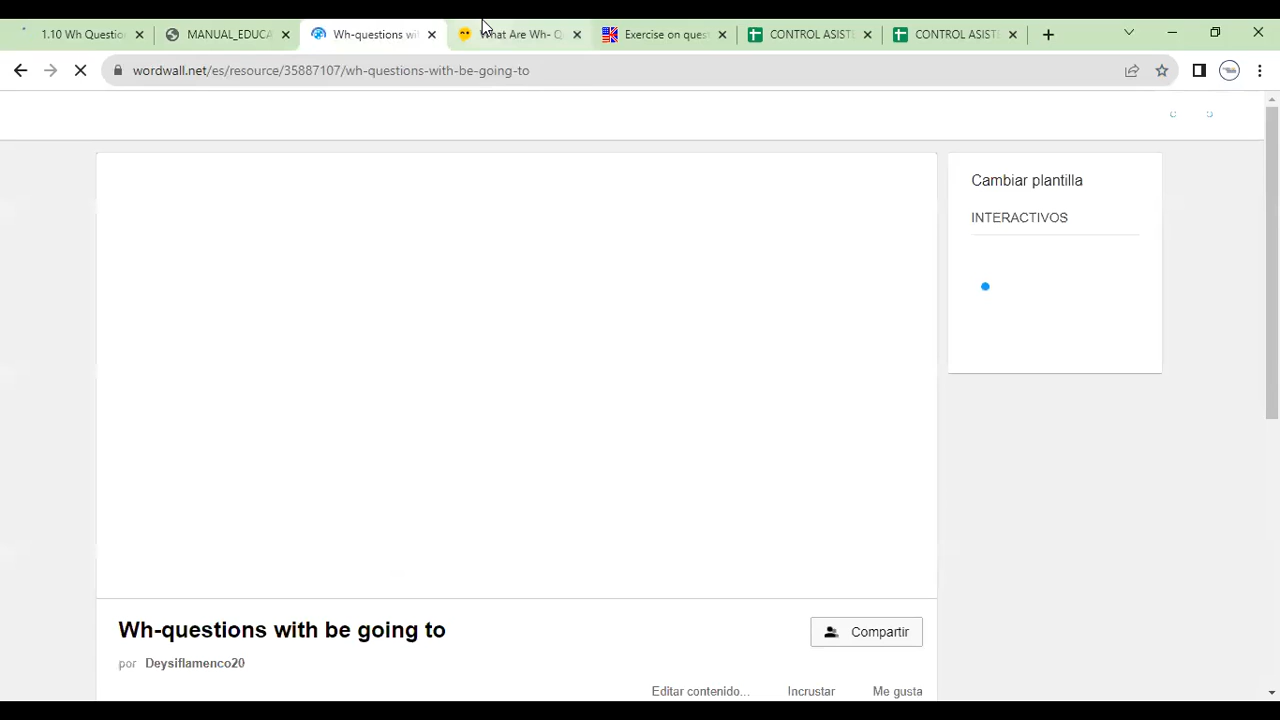 1.10 Wh Questio
MANUAL_EDUCA
Wh-questions wi
What Are Wh- Q
Exercise on ques
CONTROL ASIST
CONTROL ASIST
wordwall.net/es/resource/35887107/wh-questions-with-be-going-to
Cambiar plantilla
INTERACTIVOS
Wh-questions with be going to
Compartir
por Deysiflamenco20
Editar contenido... Incrustar Me gusta